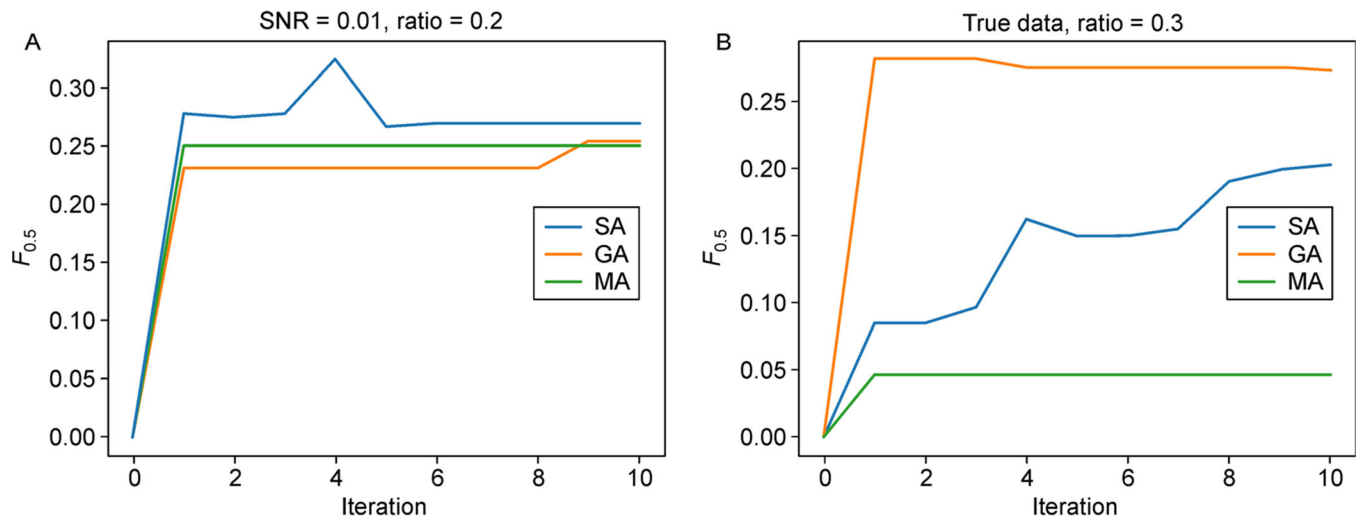 A
SNR = 0.01, ratio = 0.2
0.30
0.25
0.20
0.15
0.10
0.05
0.00
F0.5
SA
GA
MA
0 2 4 6 8 10
Iteration
B
True data, ratio = 0.3
0.25
0.20
0.15
0.10
0.05
0.00
F0.5
SA
GA
MA
0 2 4 6 8 10
Iteration